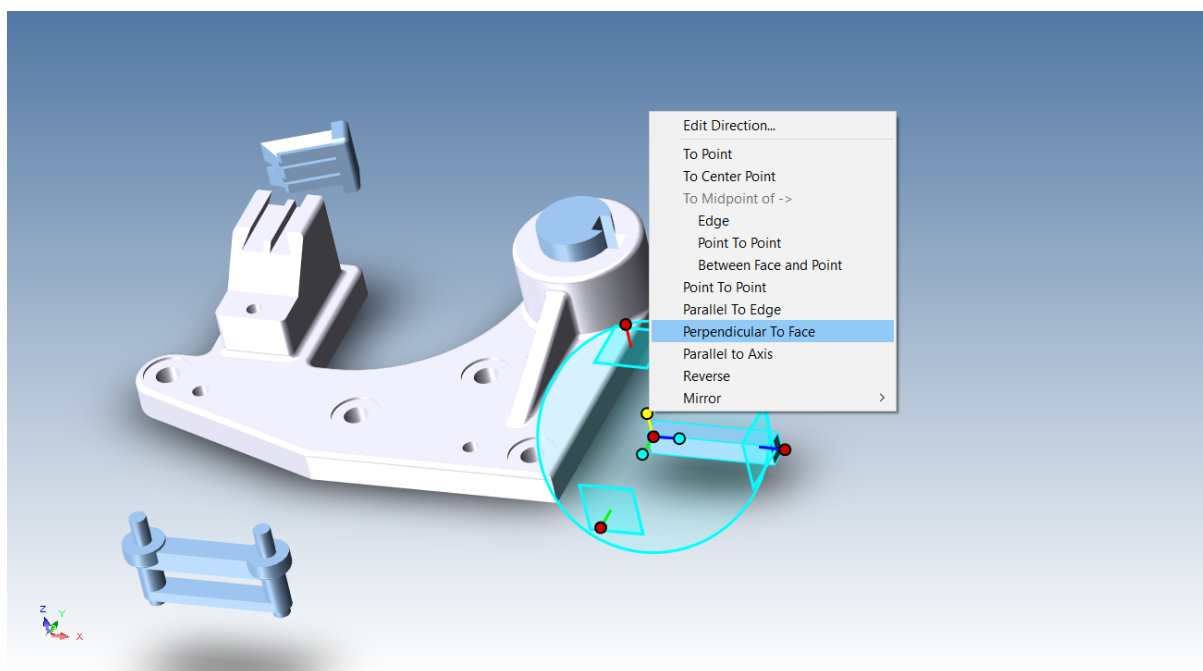 Edit Direction...
To Point
To Center Point
To Midpoint of ->
Edge
Point To Point
Between Face and Point
Point To Point
Parallel To Edge
Perpendicular To Face
Parallel to Axis
Reverse
Mirror
Z
Y
X